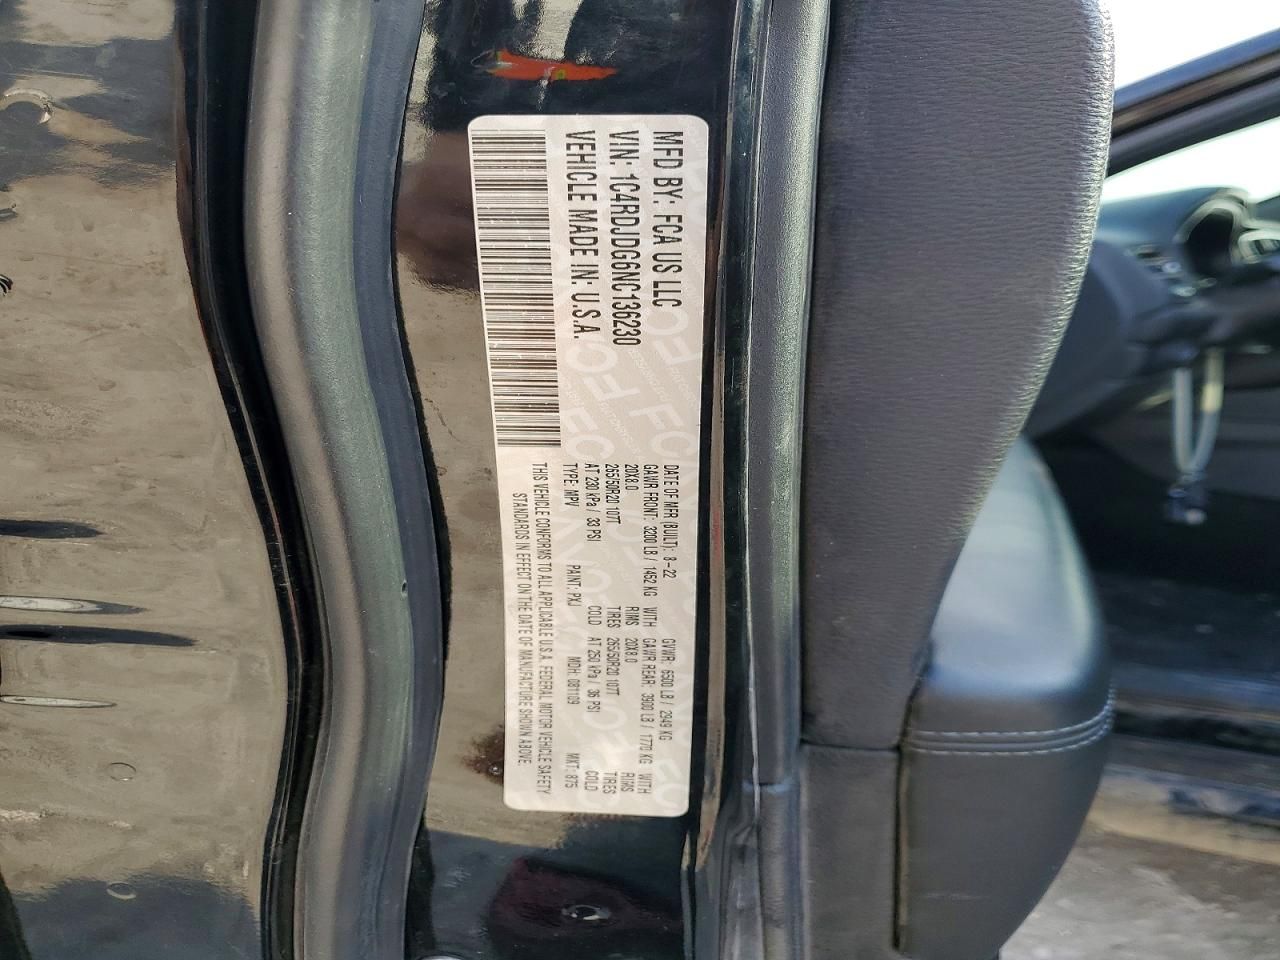 MFD BY: FCA US LLC
VIN: 1C4RDJDG6NC136230
VEHICLE MADE IN: U.S.A.
DATE OF MFR (BUILT): 8-22 GVWR: 6500 LB / 2949 KG
GAWR FRONT: 3200 LB / 1452 KG WITH GAWR REAR: 3900 LB / 1770 KG WITH
20X8.0 RIMS 20X8.0 RIMS
265/50R20 107T TIRES 265/50R20 107T TIRES
AT 230 kPa / 33 PSI COLD AT 250 kPa / 36 PSI COLD
TYPE: MPV PAINT: PXJ MDH: 081109 MKT: 875
THIS VEHICLE CONFORMS TO ALL APPLICABLE U.S.A. FEDERAL MOTOR VEHICLE SAFETY
STANDARDS IN EFFECT ON THE DATE OF MANUFACTURE SHOWN ABOVE.